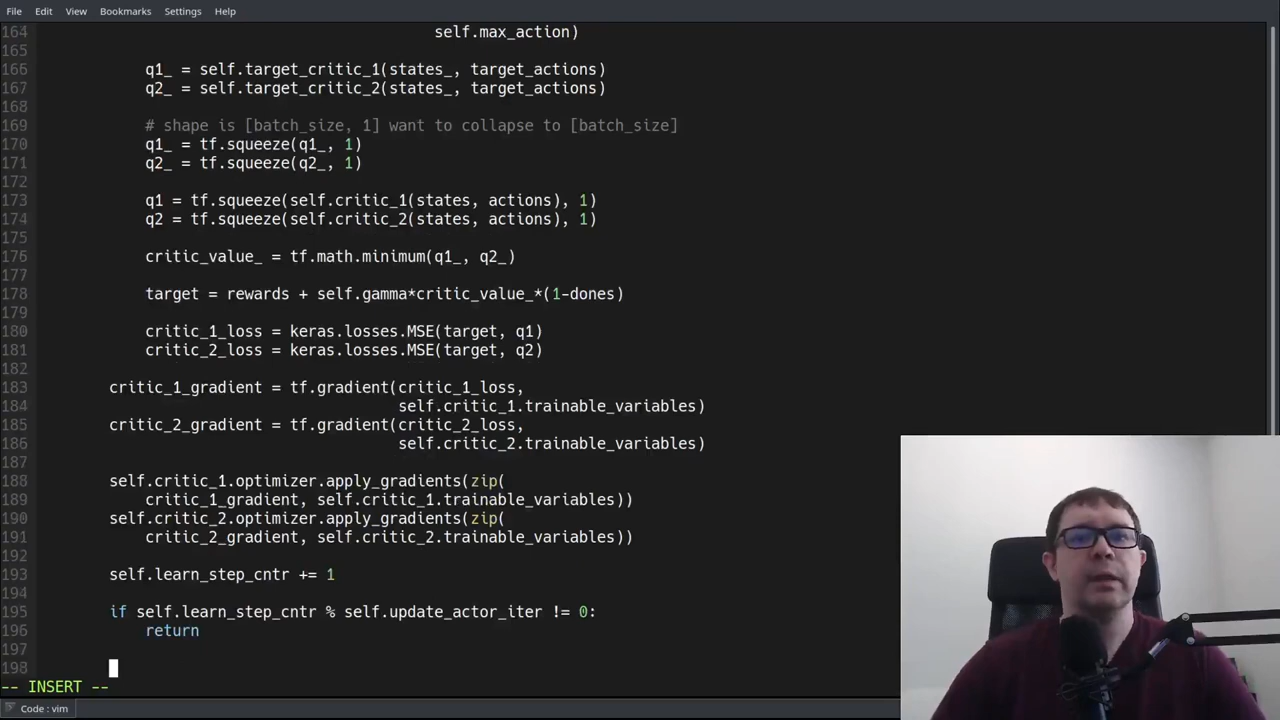 File Edit View Bookmarks Settings Help
164 self.max_action)
165
166 q1_ = self.target_critic_1(states_, target_actions)
167 q2_ = self.target_critic_2(states_, target_actions)
168
169 # shape is [batch_size, 1] want to collapse to [batch_size]
170 q1_ = tf.squeeze(q1_, 1)
171 q2_ = tf.squeeze(q2_, 1)
172
173 q1 = tf.squeeze(self.critic_1(states, actions), 1)
174 q2 = tf.squeeze(self.critic_2(states, actions), 1)
175
176 critic_value_ = tf.math.minimum(q1_, q2_)
177
178 target = rewards + self.gamma*critic_value_*(1-dones)
179
180 critic_1_loss = keras.losses.MSE(target, q1)
181 critic_2_loss = keras.losses.MSE(target, q2)
182
183 critic_1_gradient = tf.gradient(critic_1_loss,
184 self.critic_1.trainable_variables)
185 critic_2_gradient = tf.gradient(critic_2_loss,
186 self.critic_2.trainable_variables)
187
188 self.critic_1.optimizer.apply_gradients(zip(
189 critic_1_gradient, self.critic_1.trainable_variables))
190 self.critic_2.optimizer.apply_gradients(zip(
191 critic_2_gradient, self.critic_2.trainable_variables))
192
193 self.learn_step_cntr += 1
194
195 if self.learn_step_cntr % self.update_actor_iter != 0:
196 return
197
198
-- INSERT --
Code : vim